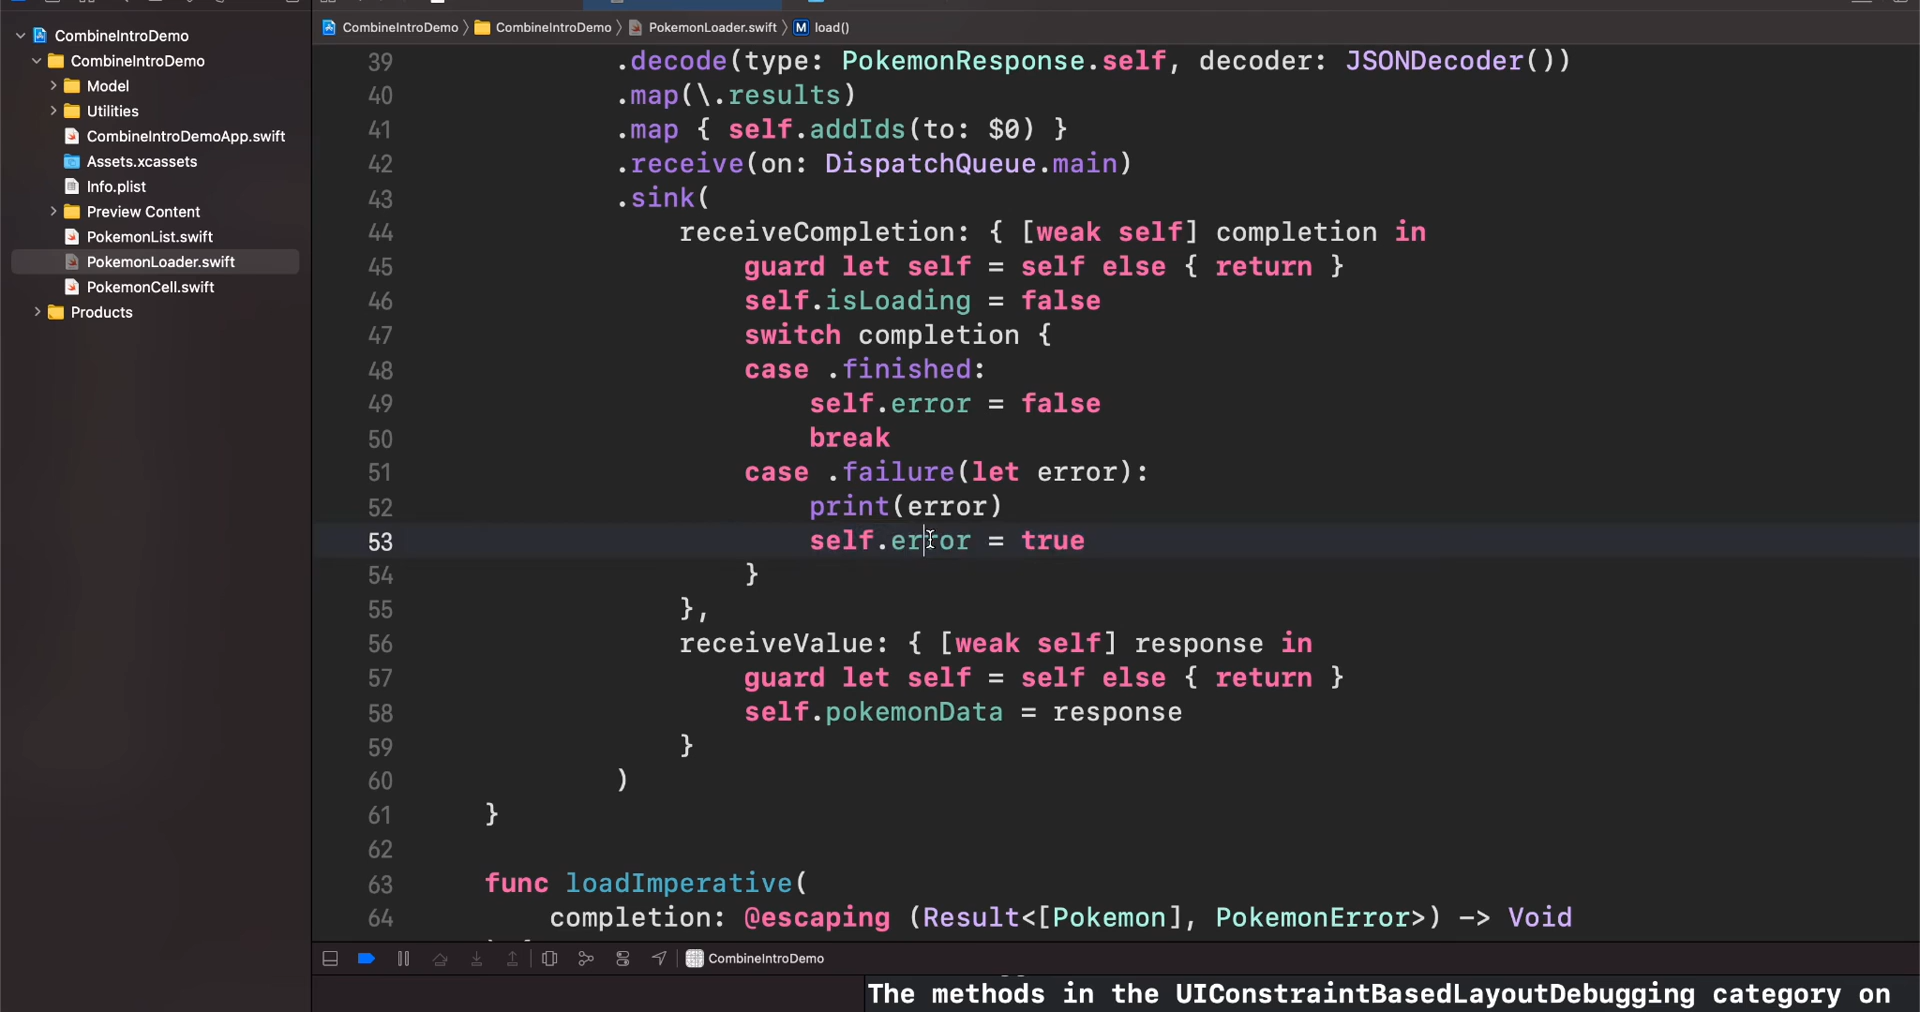 CombineIntroDemo
CombineIntroDemo
Model
Utilities
CombineIntroDemoApp.swift
Assets.xcassets
Info.plist
Preview Content
PokemonList.swift
PokemonLoader.swift
PokemonCell.swift
Products
CombineIntroDemo 〉 CombineIntroDemo 〉 PokemonLoader.swift 〉 M load()
39 .decode(type: PokemonResponse.self, decoder: JSONDecoder())
40 .map(\.results)
41 .map { self.addIds(to: $0) }
42 .receive(on: DispatchQueue.main)
43 .sink(
44 receiveCompletion: { [weak self] completion in
45 guard let self = self else { return }
46 self.isLoading = false
47 switch completion {
48 case .finished:
49 self.error = false
50 break
51 case .failure(let error):
52 print(error)
53 self.error = true
54 }
55 },
56 receiveValue: { [weak self] response in
57 guard let self = self else { return }
58 self.pokemonData = response
59 }
60 )
61 }
62
63 func loadImperative(
64 completion: @escaping (Result<[Pokemon], PokemonError>) -> Void
CombineIntroDemo
The methods in the UIConstraintBasedLayoutDebugging category on